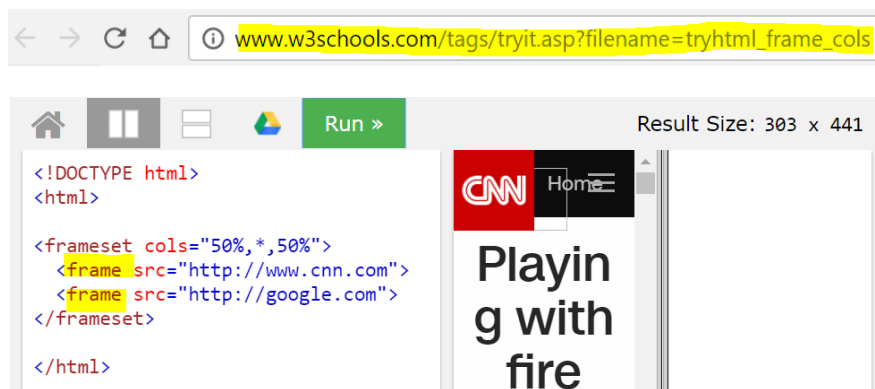 www.w3schools.com/tags/tryit.asp?filename=tryhtml_frame_cols
Run »
Result Size: 303 x 441
<!DOCTYPE html>
<html>
<frameset cols="50%,*,50%">
<frame src="http://www.cnn.com">
<frame src="http://google.com">
</frameset>
</html>
CNN
Home
Playin
g with
fire